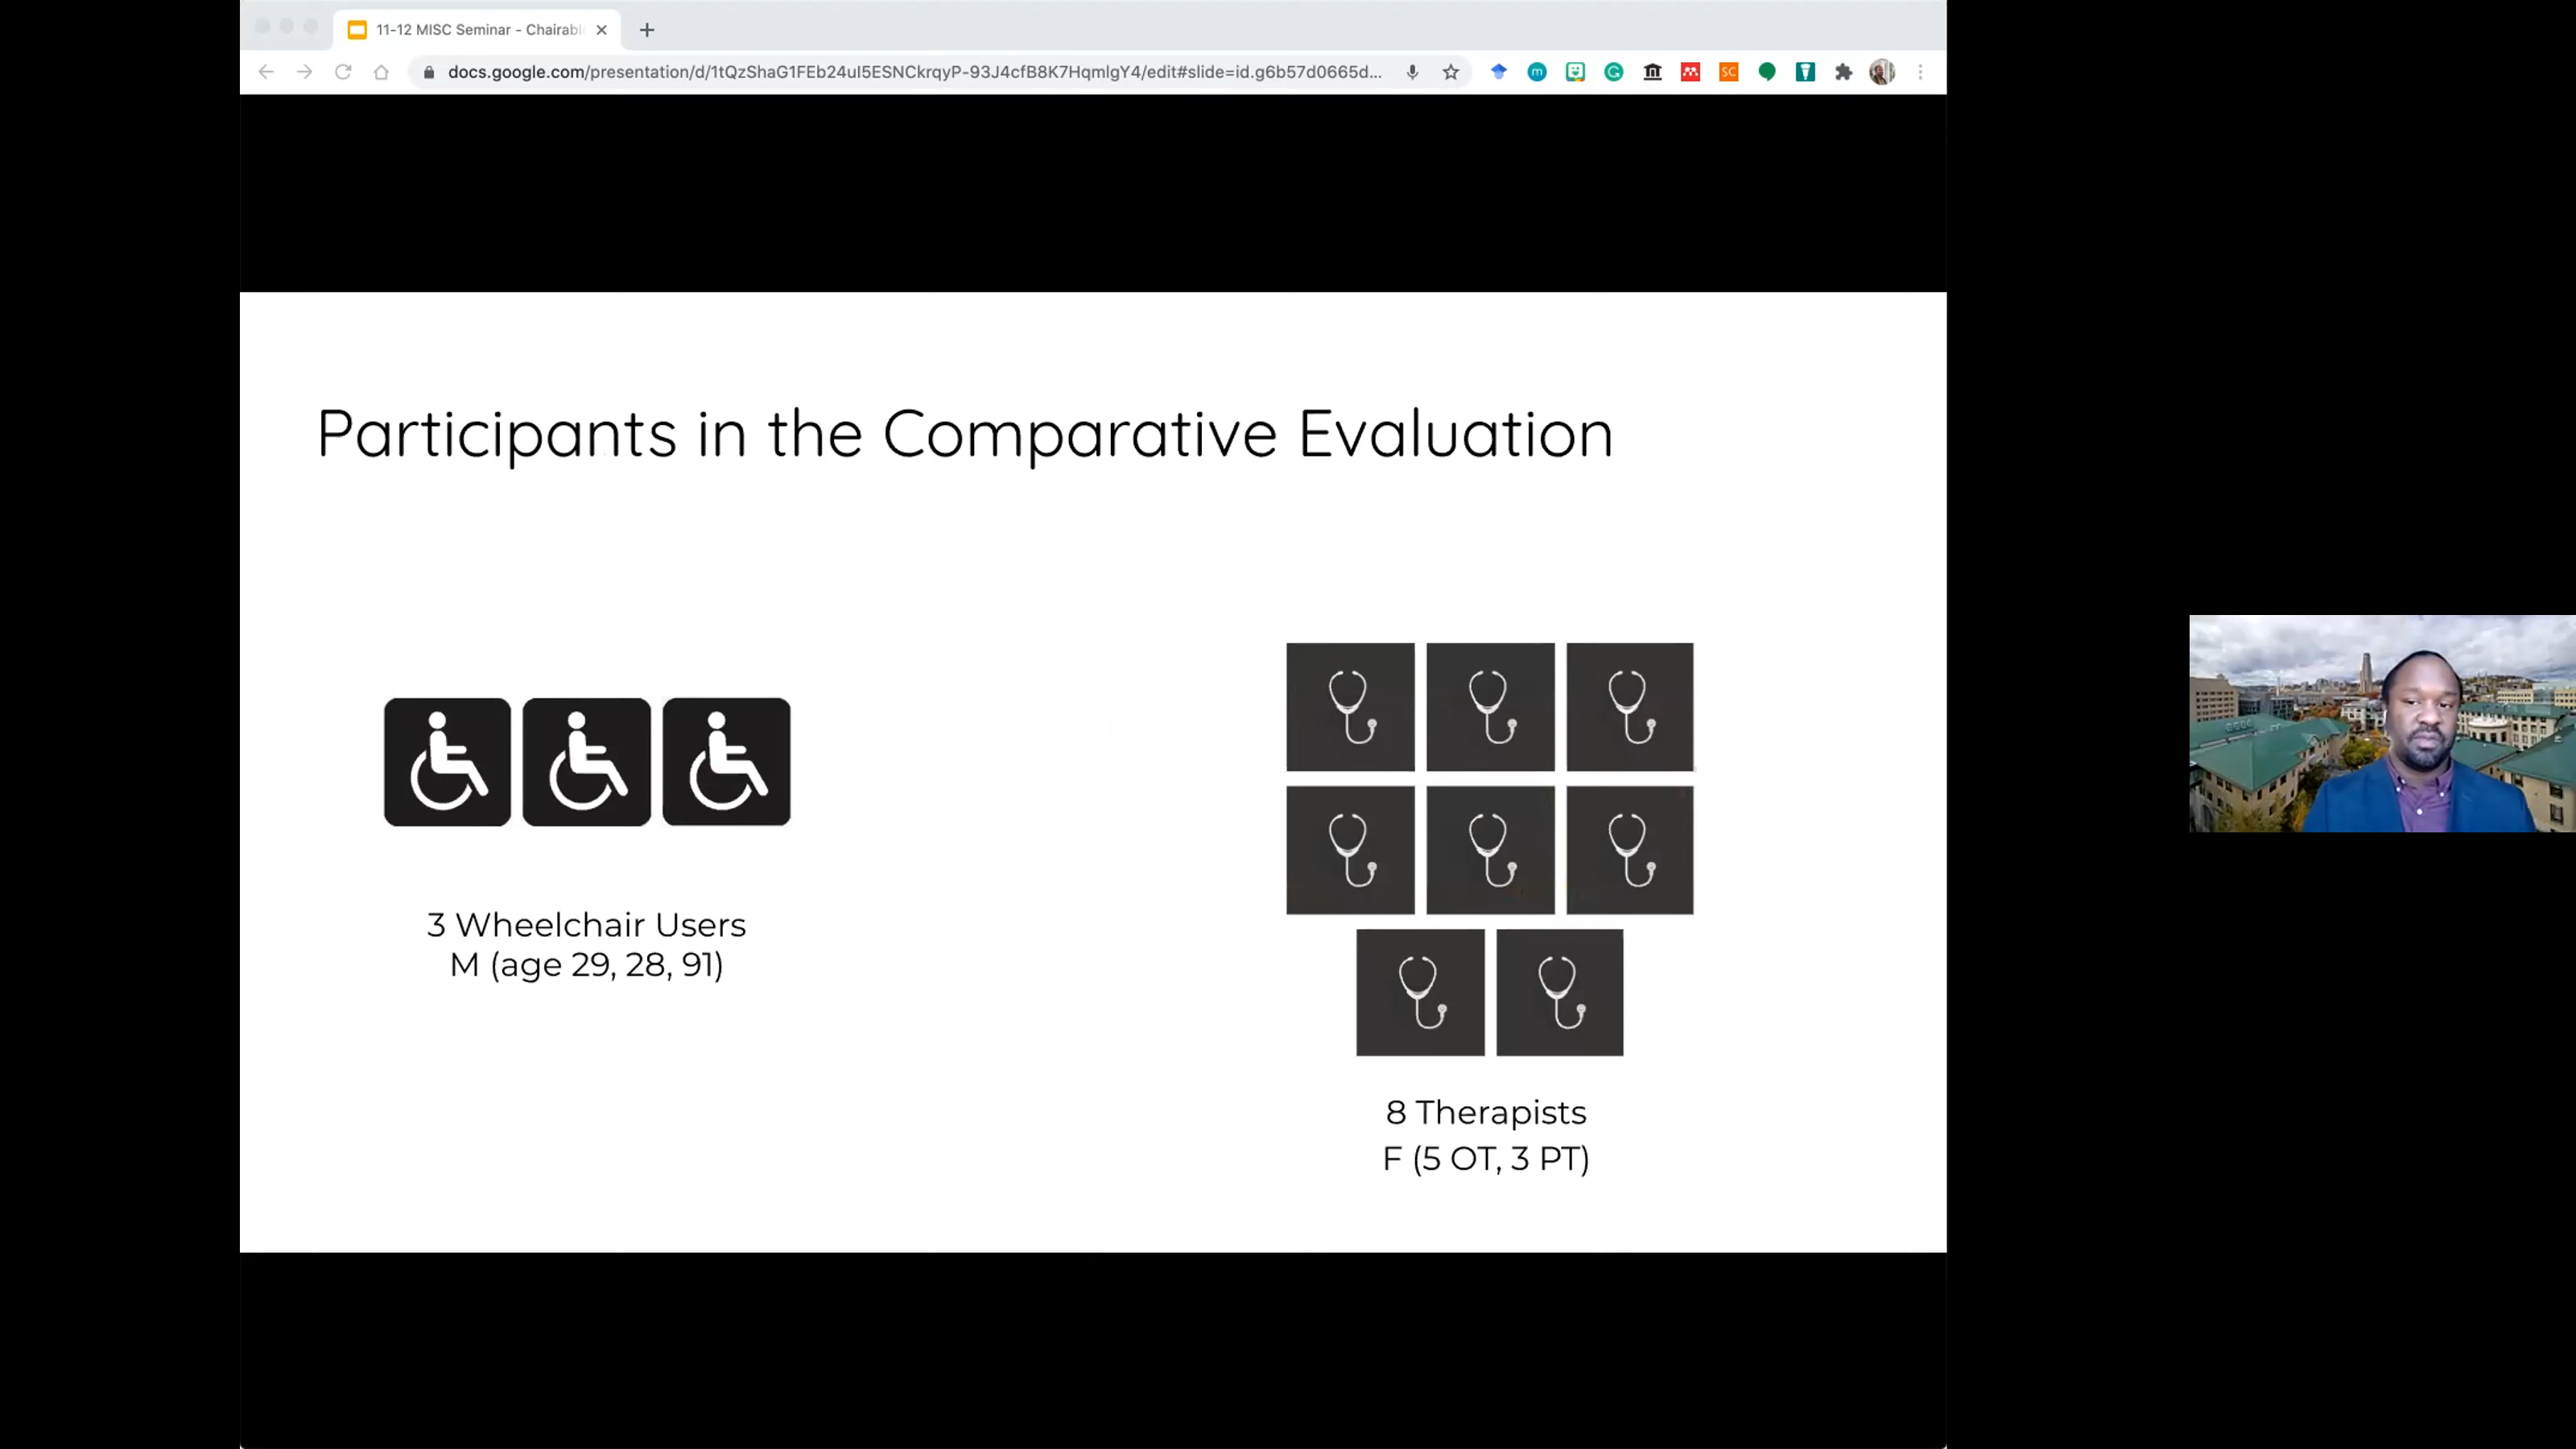 11-12 MISC Seminar - Chairabl
docs.google.com/presentation/d/1tQzShaG1FEb24uI5ESNCkrqyP-93J4cfB8K7HqmIgY4/edit#slide=id.g6b57d0665d...
Participants in the Comparative Evaluation
3 Wheelchair Users
M (age 29, 28, 91)
8 Therapists
F (5 OT, 3 PT)